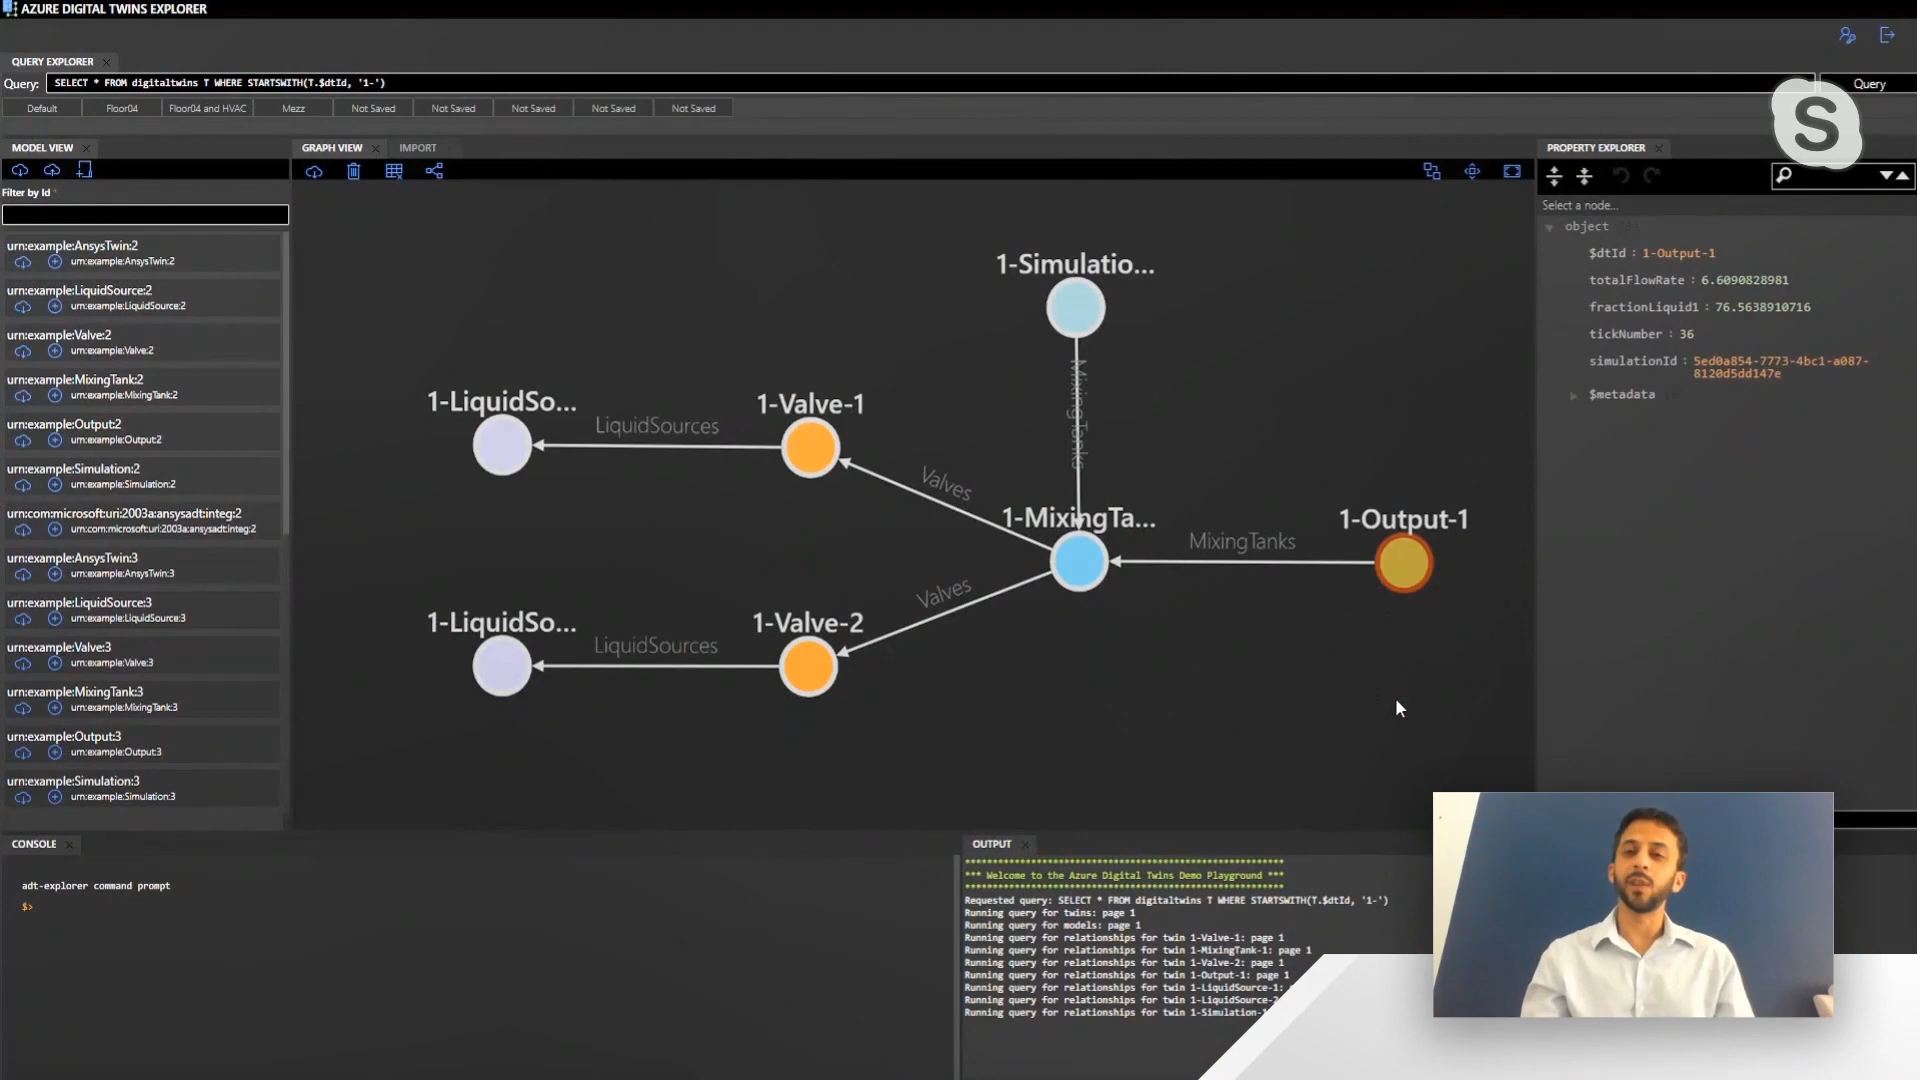 AZURE DIGITAL TWINS EXPLORER
QUERY EXPLORER
Query: SELECT * FROM digitaltwins T WHERE STARTSWITH(T.$dtId, '1-')
Query
Default Floor04 Floor04 and HVAC Mezz Not Saved Not Saved Not Saved Not Saved Not Saved
S
MODEL VIEW
Filter by Id *
urn:example:AnsysTwin:2
urn:example:AnsysTwin:2
urn:example:LiquidSource:2
urn:example:LiquidSource:2
urn:example:Valve:2
urn:example:Valve:2
urn:example:MixingTank:2
urn:example:MixingTank:2
urn:example:Output:2
urn:example:Output:2
urn:example:Simulation:2
urn:example:Simulation:2
urn:com:microsoft:uri:2003a:ansysadt:integ:2
urn:com:microsoft:uri:2003a:ansysadt:integ:2
urn:example:AnsysTwin:3
urn:example:AnsysTwin:3
urn:example:LiquidSource:3
urn:example:LiquidSource:3
urn:example:Valve:3
urn:example:Valve:3
urn:example:MixingTank:3
urn:example:MixingTank:3
urn:example:Output:3
urn:example:Output:3
urn:example:Simulation:3
urn:example:Simulation:3
GRAPH VIEW IMPORT
1-Simulatio...
MixingTanks
1-LiquidSo...
LiquidSources
1-Valve-1
Valves
1-MixingTa...
MixingTanks
1-Output-1
Valves
1-LiquidSo...
LiquidSources
1-Valve-2
PROPERTY EXPLORER
Select a node...
object
$dtId : 1-Output-1
totalFlowRate : 6.6090828981
fractionLiquid1 : 76.5638910716
tickNumber : 36
simulationId : 5ed0a854-7773-4bc1-a087-
8120d5dd147e
$metadata
CONSOLE
adt-explorer command prompt
$>
OUTPUT
*** Welcome to the Azure Digital Twins Demo Playground ***
Requested query: SELECT * FROM digitaltwins T WHERE STARTSWITH(T.$dtId, '1-')
Running query for twins: page 1
Running query for models: page 1
Running query for relationships for twin 1-Valve-1: page 1
Running query for relationships for twin 1-MixingTank-1: page 1
Running query for relationships for twin 1-Valve-2: page 1
Running query for relationships for twin 1-Output-1: page 1
Running query for relationships for twin 1-LiquidSource-1:
Running query for relationships for twin 1-LiquidSource-2
Running query for relationships for twin 1-Simulation-